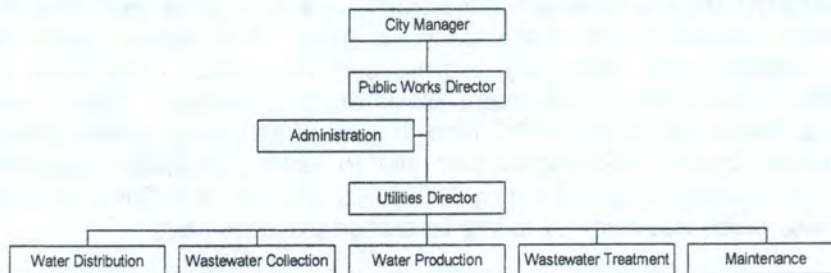 City Manager
Public Works Director
Administration
Utilities Director
Water Distribution
Wastewater Collection
Water Production
Wastewater Treatment
Maintenance